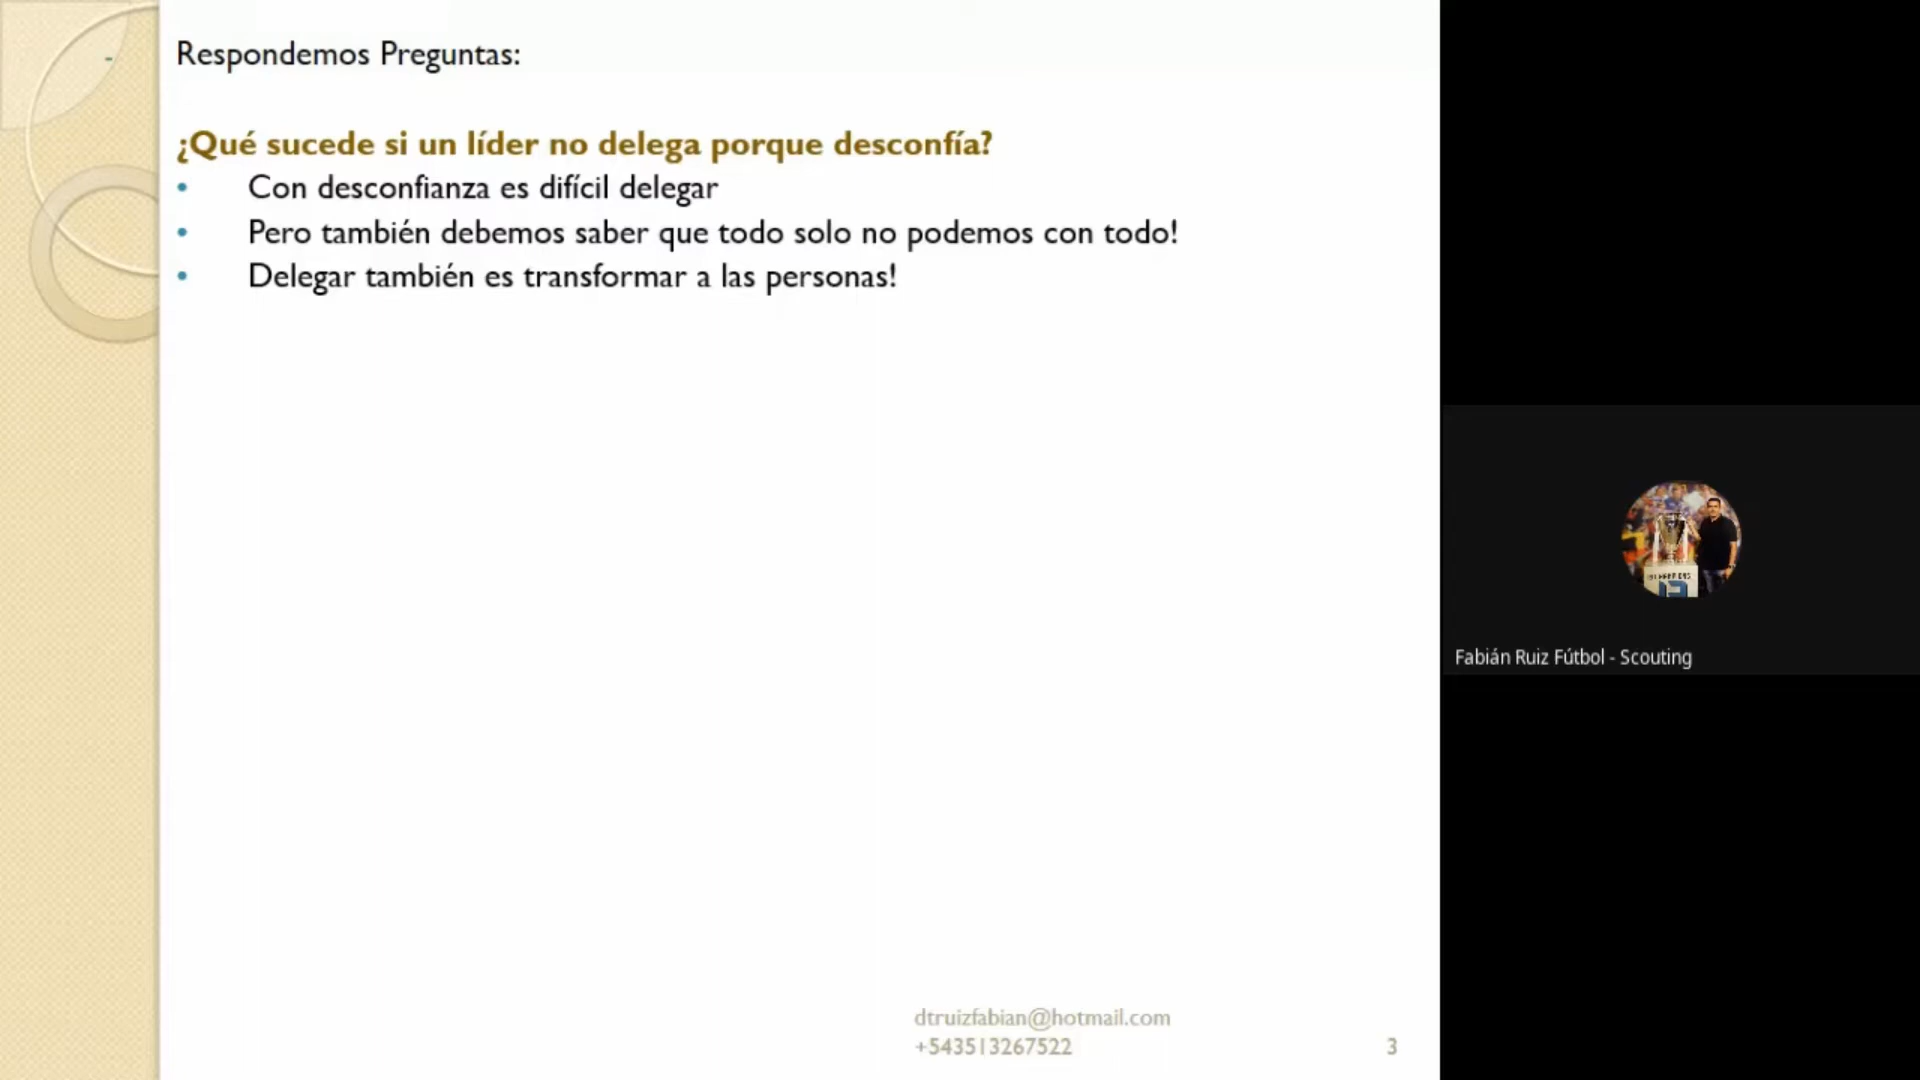 Respondemos Preguntas:
¿Qué sucede si un líder no delega porque desconfía?
• Con desconfianza es difícil delegar
• Pero también debemos saber que todo solo no podemos con todo!
• Delegar también es transformar a las personas!
Fabián Ruiz Fútbol - Scouting
dtruizfabian@hotmail.com
+543513267522
3